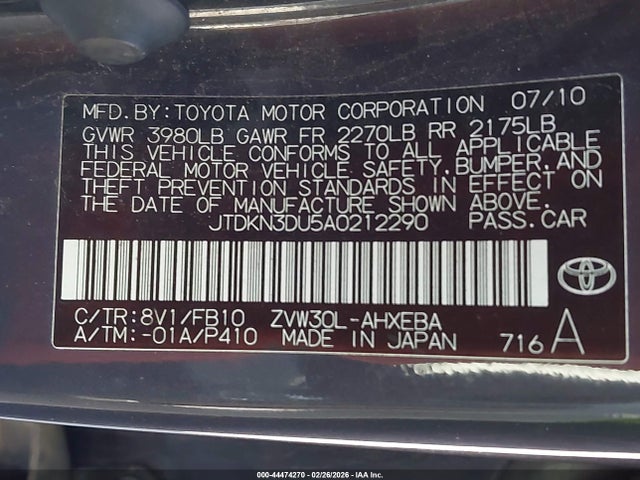 MFD. BY: TOYOTA MOTOR CORPORATION 07/10
GVWR 3980LB GAWR FR 2270LB RR 2175LB
THIS VEHICLE CONFORMS TO ALL APPLICABLE
FEDERAL MOTOR VEHICLE SAFETY, BUMPER, AND
THEFT PREVENTION STANDARDS IN EFFECT ON
THE DATE OF MANUFACTURE SHOWN ABOVE.
JTDKN3DU5A0212290 PASS. CAR
C/TR: 8V1/FB10 ZVW30L-AHXEBA
A/TM: -01A/P410 MADE IN JAPAN 716 A
000-44474270 - 02/26/2026 - IAA Inc.